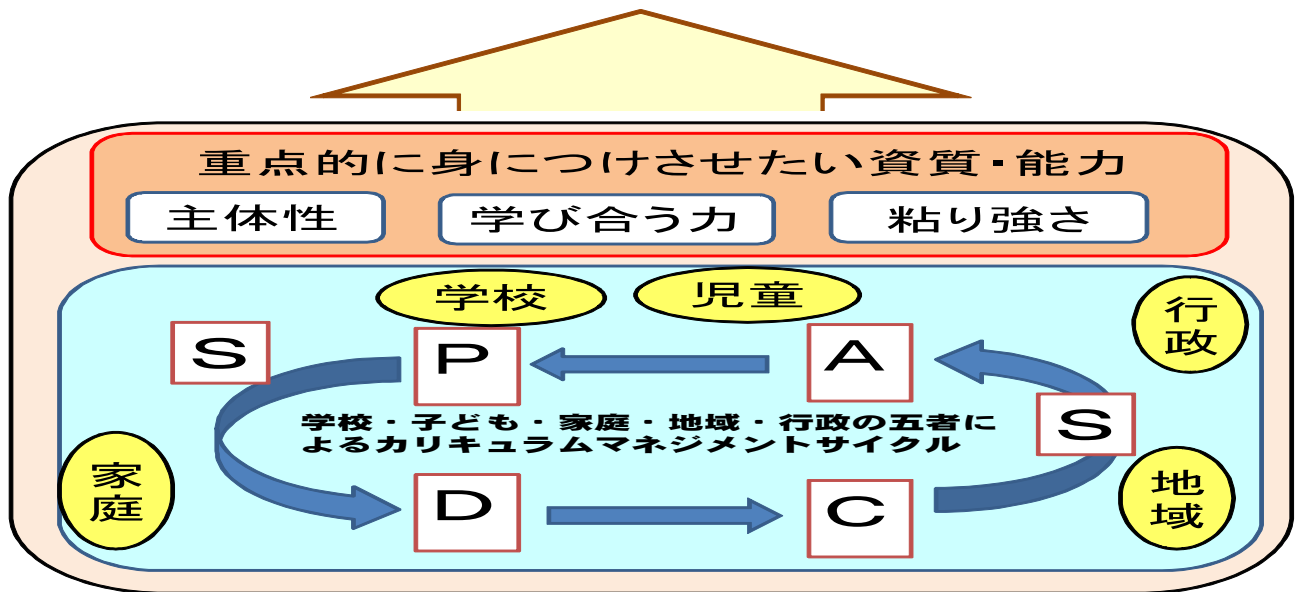 重点的に身につけさせたい資質・能力
主体性
学び合う力
粘り強さ
学校
児童
行
政
S
P
A
学校・子ども・家庭・地域・行政の五者に
よるカリキュラムマネジメントサイクル
S
家
庭
D
C
地
域